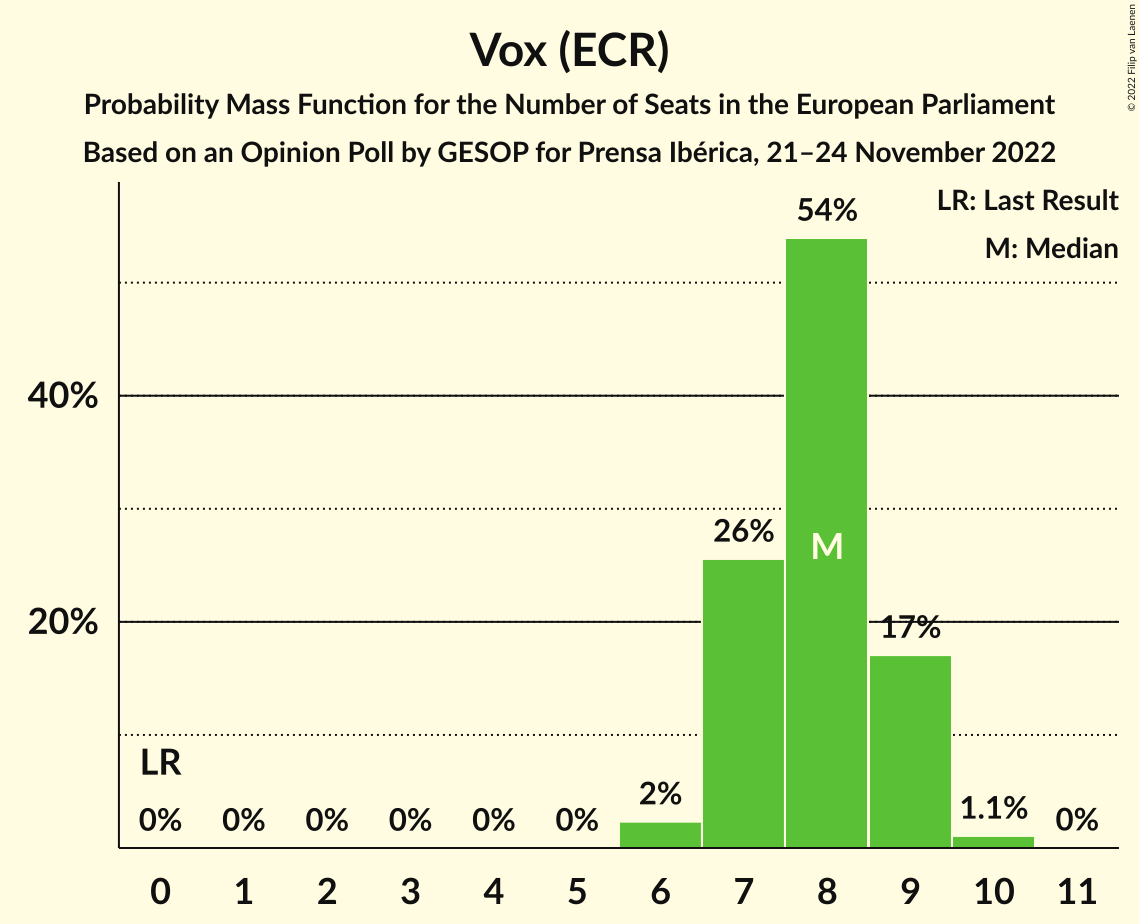 Vox (ECR)
Probability Mass Function for the Number of Seats in the European Parliament
Based on an Opinion Poll by GESOP for Prensa Ibérica, 21–24 November 2022
© 2022 Filip van Laenen
LR: Last Result
M: Median
54%
40%
26%
M
20%
17%
LR
0% 0% 0% 0% 0% 0% 2% 1.1% 0%
0 1 2 3 4 5 6 7 8 9 10 11